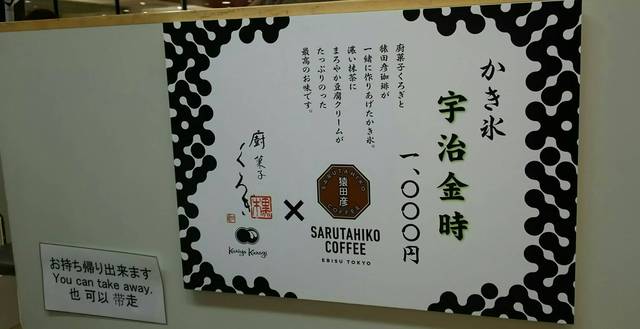 かき氷
宇治金時
一、〇〇〇円
廚菓子くろぎと
猿田彦珈琲が
一緒に作りあげたかき氷。
濃い抹茶に
まろやか豆腐クリームが
たっぷりのった
最高のお味です。
廚菓子
くろぎ
Kuriya Kurogi
×
SARUTAHIKO
猿田彦
COFFEE
SARUTAHIKO
COFFEE
EBISU TOKYO
お持ち帰り出来ます
You can take away.
也 可以 带走